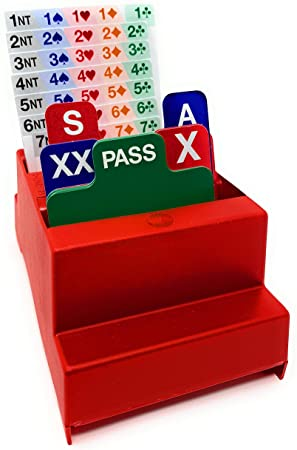 1NT 1♠ 1♥ 1♦ 1♣
2NT 2♠ 2♥ 2♦ 2♣
3NT 3♠ 3♥ 3♦ 3♣
4NT 4♠ 4♥ 4♦ 4♣
5NT 5♠ 5♥ 5♦ 5♣
6NT 6♦ 6♣
7NT 7♦ 7♣
S A
XX PASS X